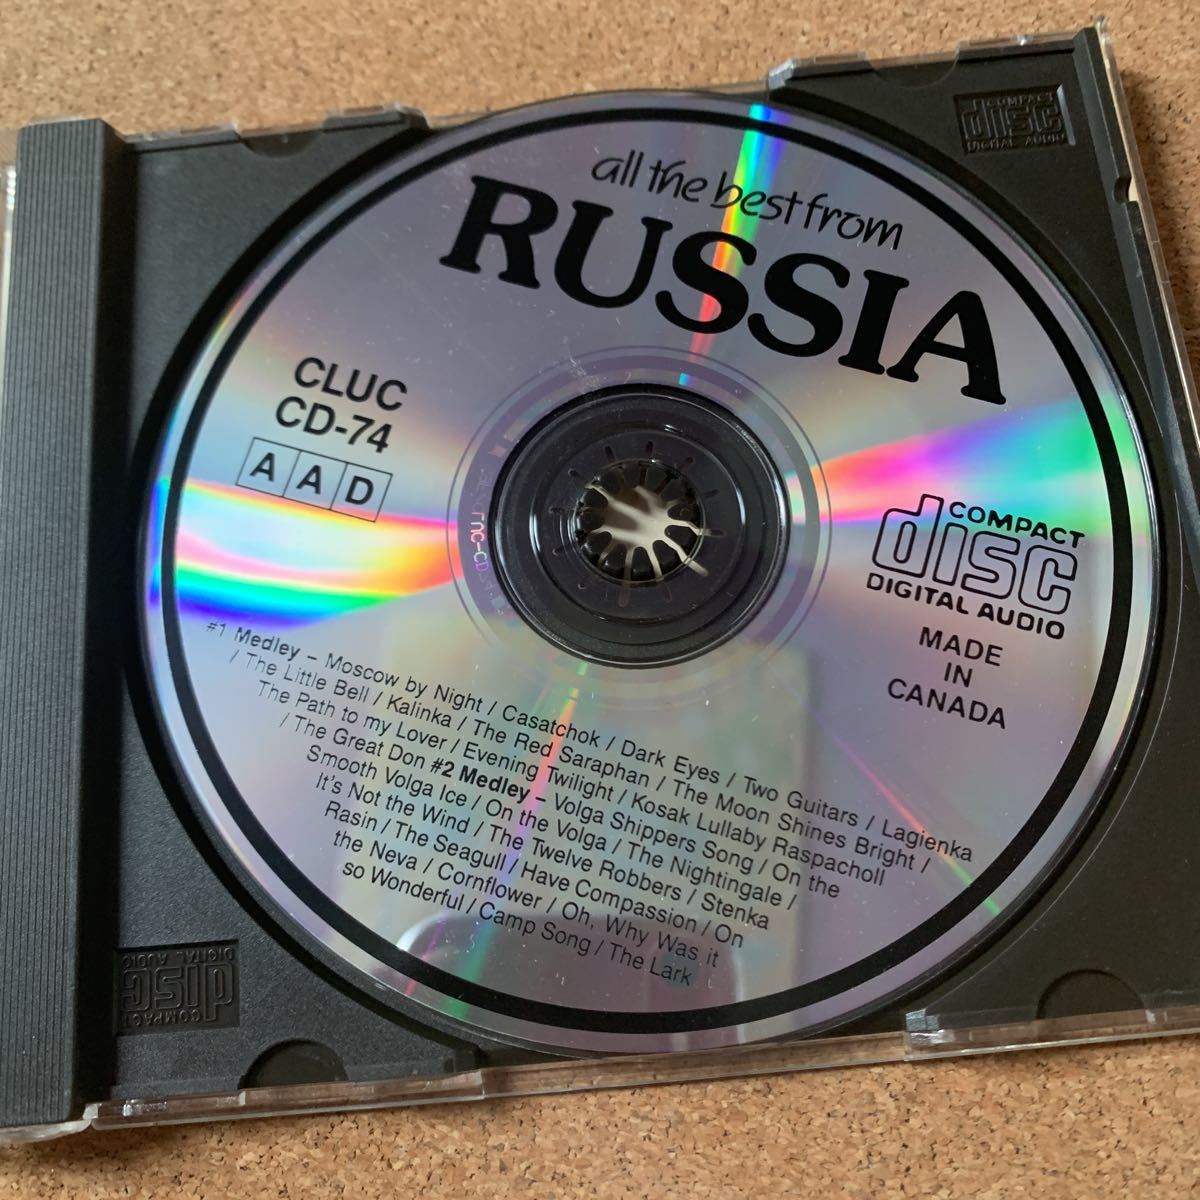 all the best from
RUSSIA
CLUC
CD-74
AAD
COMPACT
disc
DIGITAL AUDIO
MADE
IN
CANADA
#1 Medley – Moscow by Night / Casatchok / Dark Eyes / Two Guitars / Lagienka
/ The Little Bell / Kalinka / The Red Saraphan / The Moon Shines Bright /
The Path to my Lover / Evening Twilight / Kosak Lullaby Raspacholl
/ The Great Don #2 Medley – Volga Shippers Song / On the
Smooth Volga Ice / On the Volga / The Nightingale /
It's Not the Wind / The Twelve Robbers / Stenka
Rasin / The Seagull / Have Compassion / On
the Neva / Cornflower / Oh, Why Was it
so Wonderful / Camp Song / The Lark
COMPACT
disc
DIGITAL AUDIO
COMPACT
disc
DIGITAL AUDIO